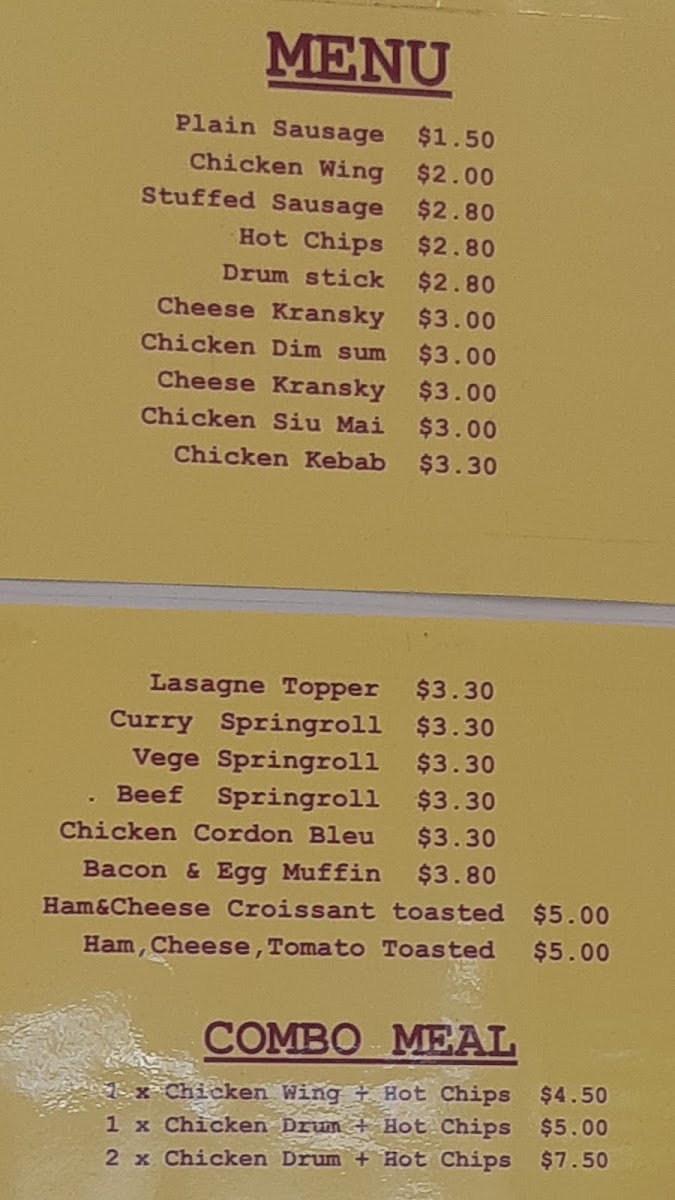 MENU
Plain Sausage $1.50
Chicken Wing $2.00
Stuffed Sausage $2.80
Hot Chips $2.80
Drum stick $2.80
Cheese Kransky $3.00
Chicken Dim sum $3.00
Cheese Kransky $3.00
Chicken Siu Mai $3.00
Chicken Kebab $3.30
Lasagne Topper $3.30
Curry Springroll $3.30
Vege Springroll $3.30
. Beef Springroll $3.30
Chicken Cordon Bleu $3.30
Bacon & Egg Muffin $3.80
Ham&Cheese Croissant toasted $5.00
Ham,Cheese,Tomato Toasted $5.00
COMBO MEAL
1 x Chicken Wing + Hot Chips $4.50
1 x Chicken Drum + Hot Chips $5.00
2 x Chicken Drum + Hot Chips $7.50